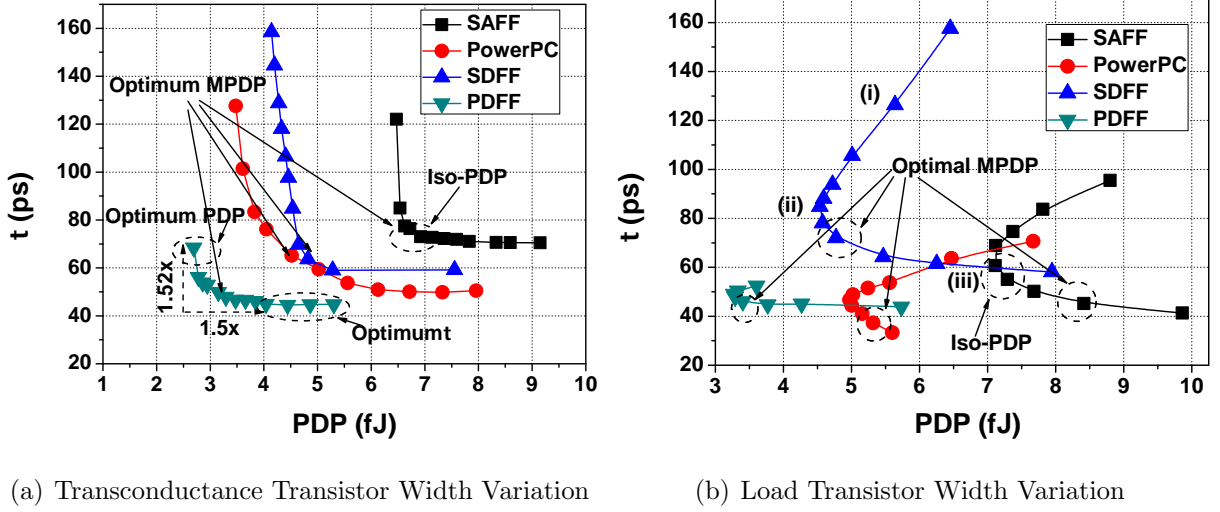 160
140
120
100
80
60
40
20
t (ps)
1 2 3 4 5 6 7 8 9 10
PDP (fJ)
SAFF
PowerPC
SDFF
PDFF
Optimum MPDP
Iso-PDP
Optimum PDP
1.52x
1.5x
Optimumt
(a) Transconductance Transistor Width Variation
160
140
120
100
80
60
40
20
t (ps)
3 4 5 6 7 8 9 10
PDP (fJ)
SAFF
PowerPC
SDFF
PDFF
(i)
Optimal MPDP
(ii)
(iii)
Iso-PDP
(b) Load Transistor Width Variation